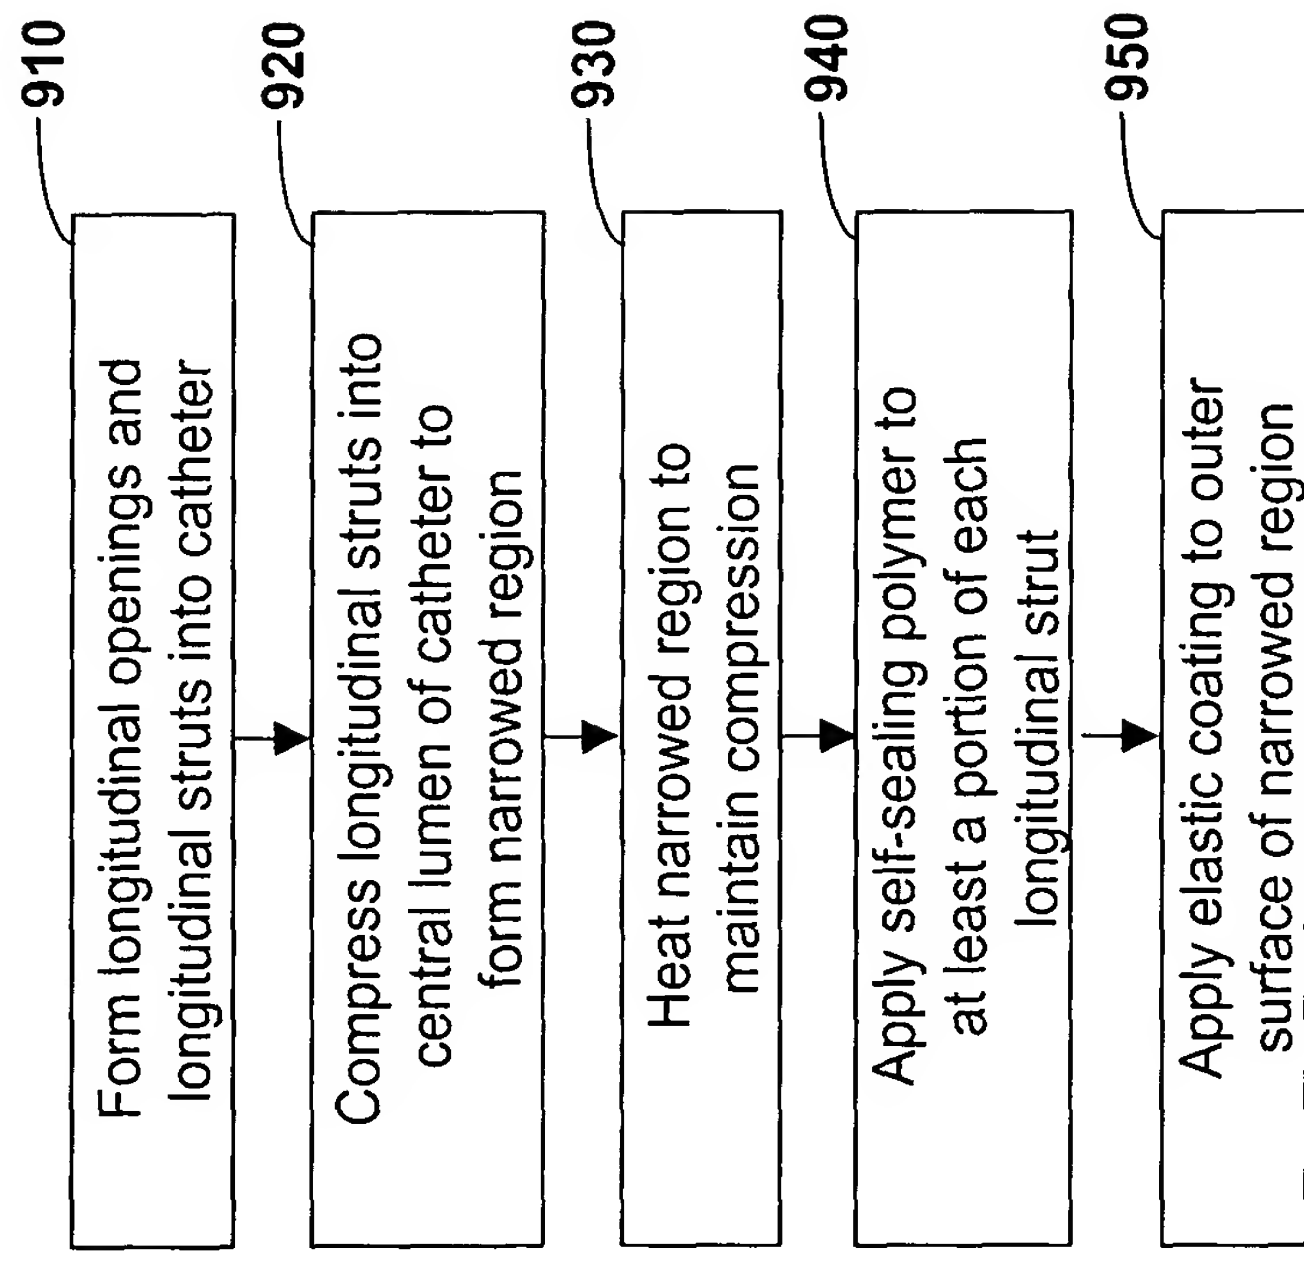 910
Form longitudinal openings and
longitudinal struts into catheter
920
Compress longitudinal struts into
central lumen of catheter to
form narrowed region
930
Heat narrowed region to
maintain compression
940
Apply self-sealing polymer to
at least a portion of each
longitudinal strut
950
Apply elastic coating to outer
surface of narrowed region